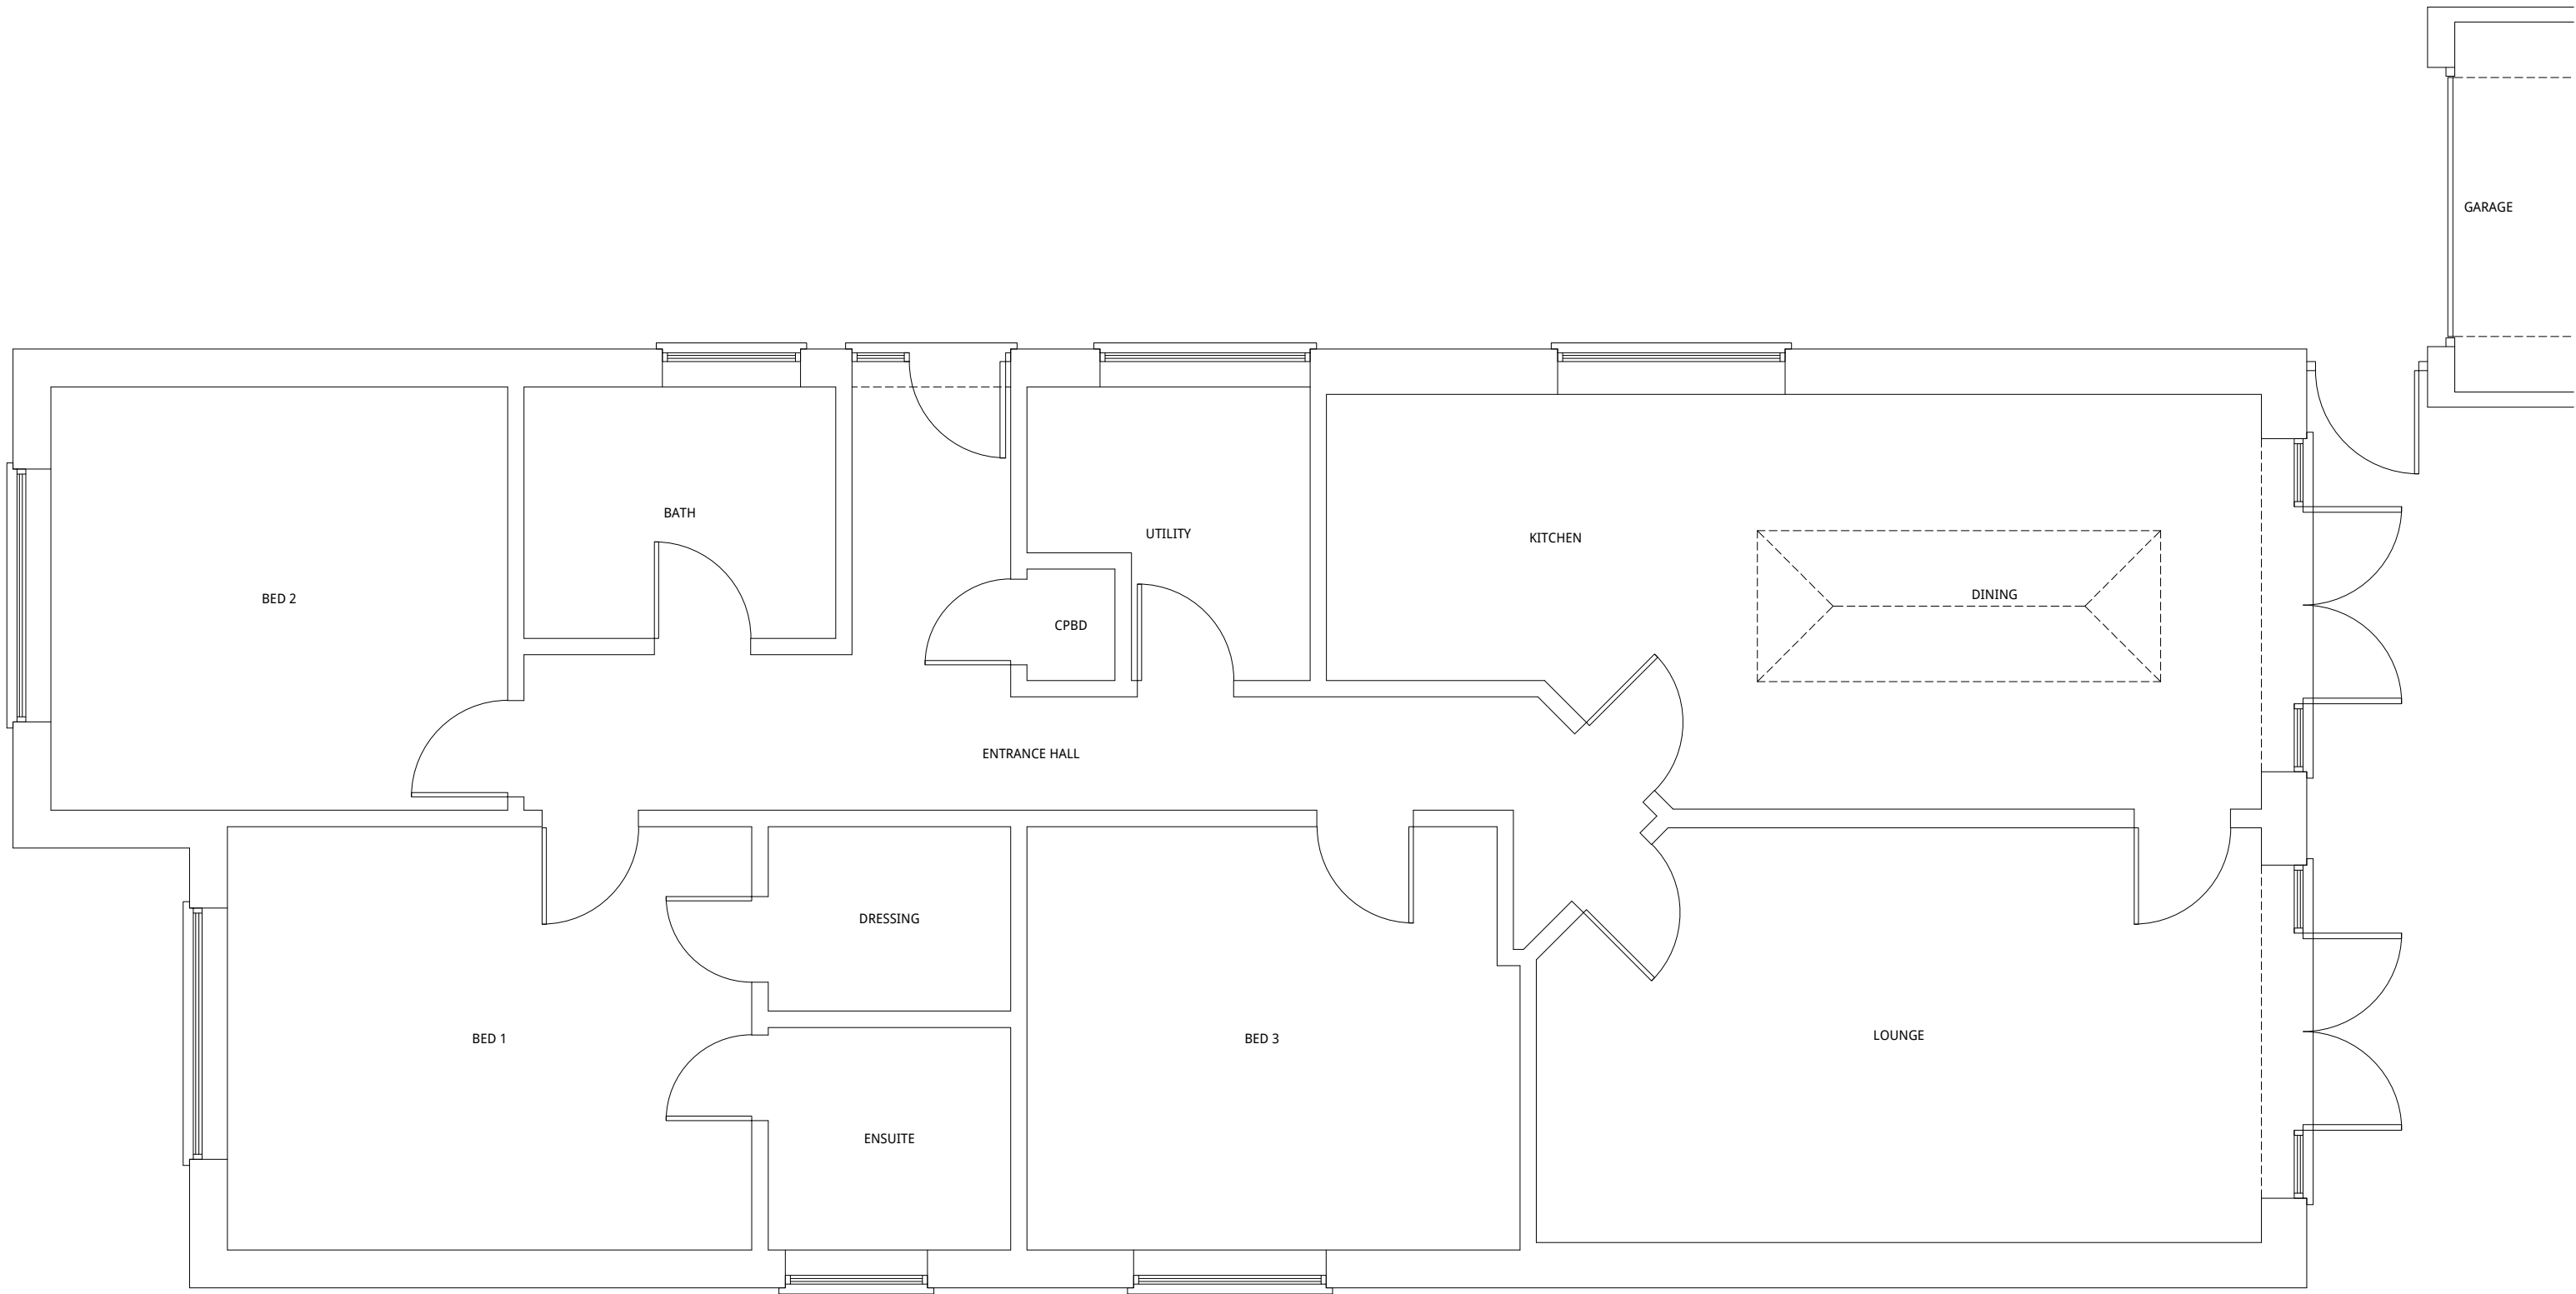 GARAGE
BATH
UTILITY
KITCHEN
DINING
BED 2
CPBD
ENTRANCE HALL
DRESSING
BED 1
BED 3
LOUNGE
ENSUITE